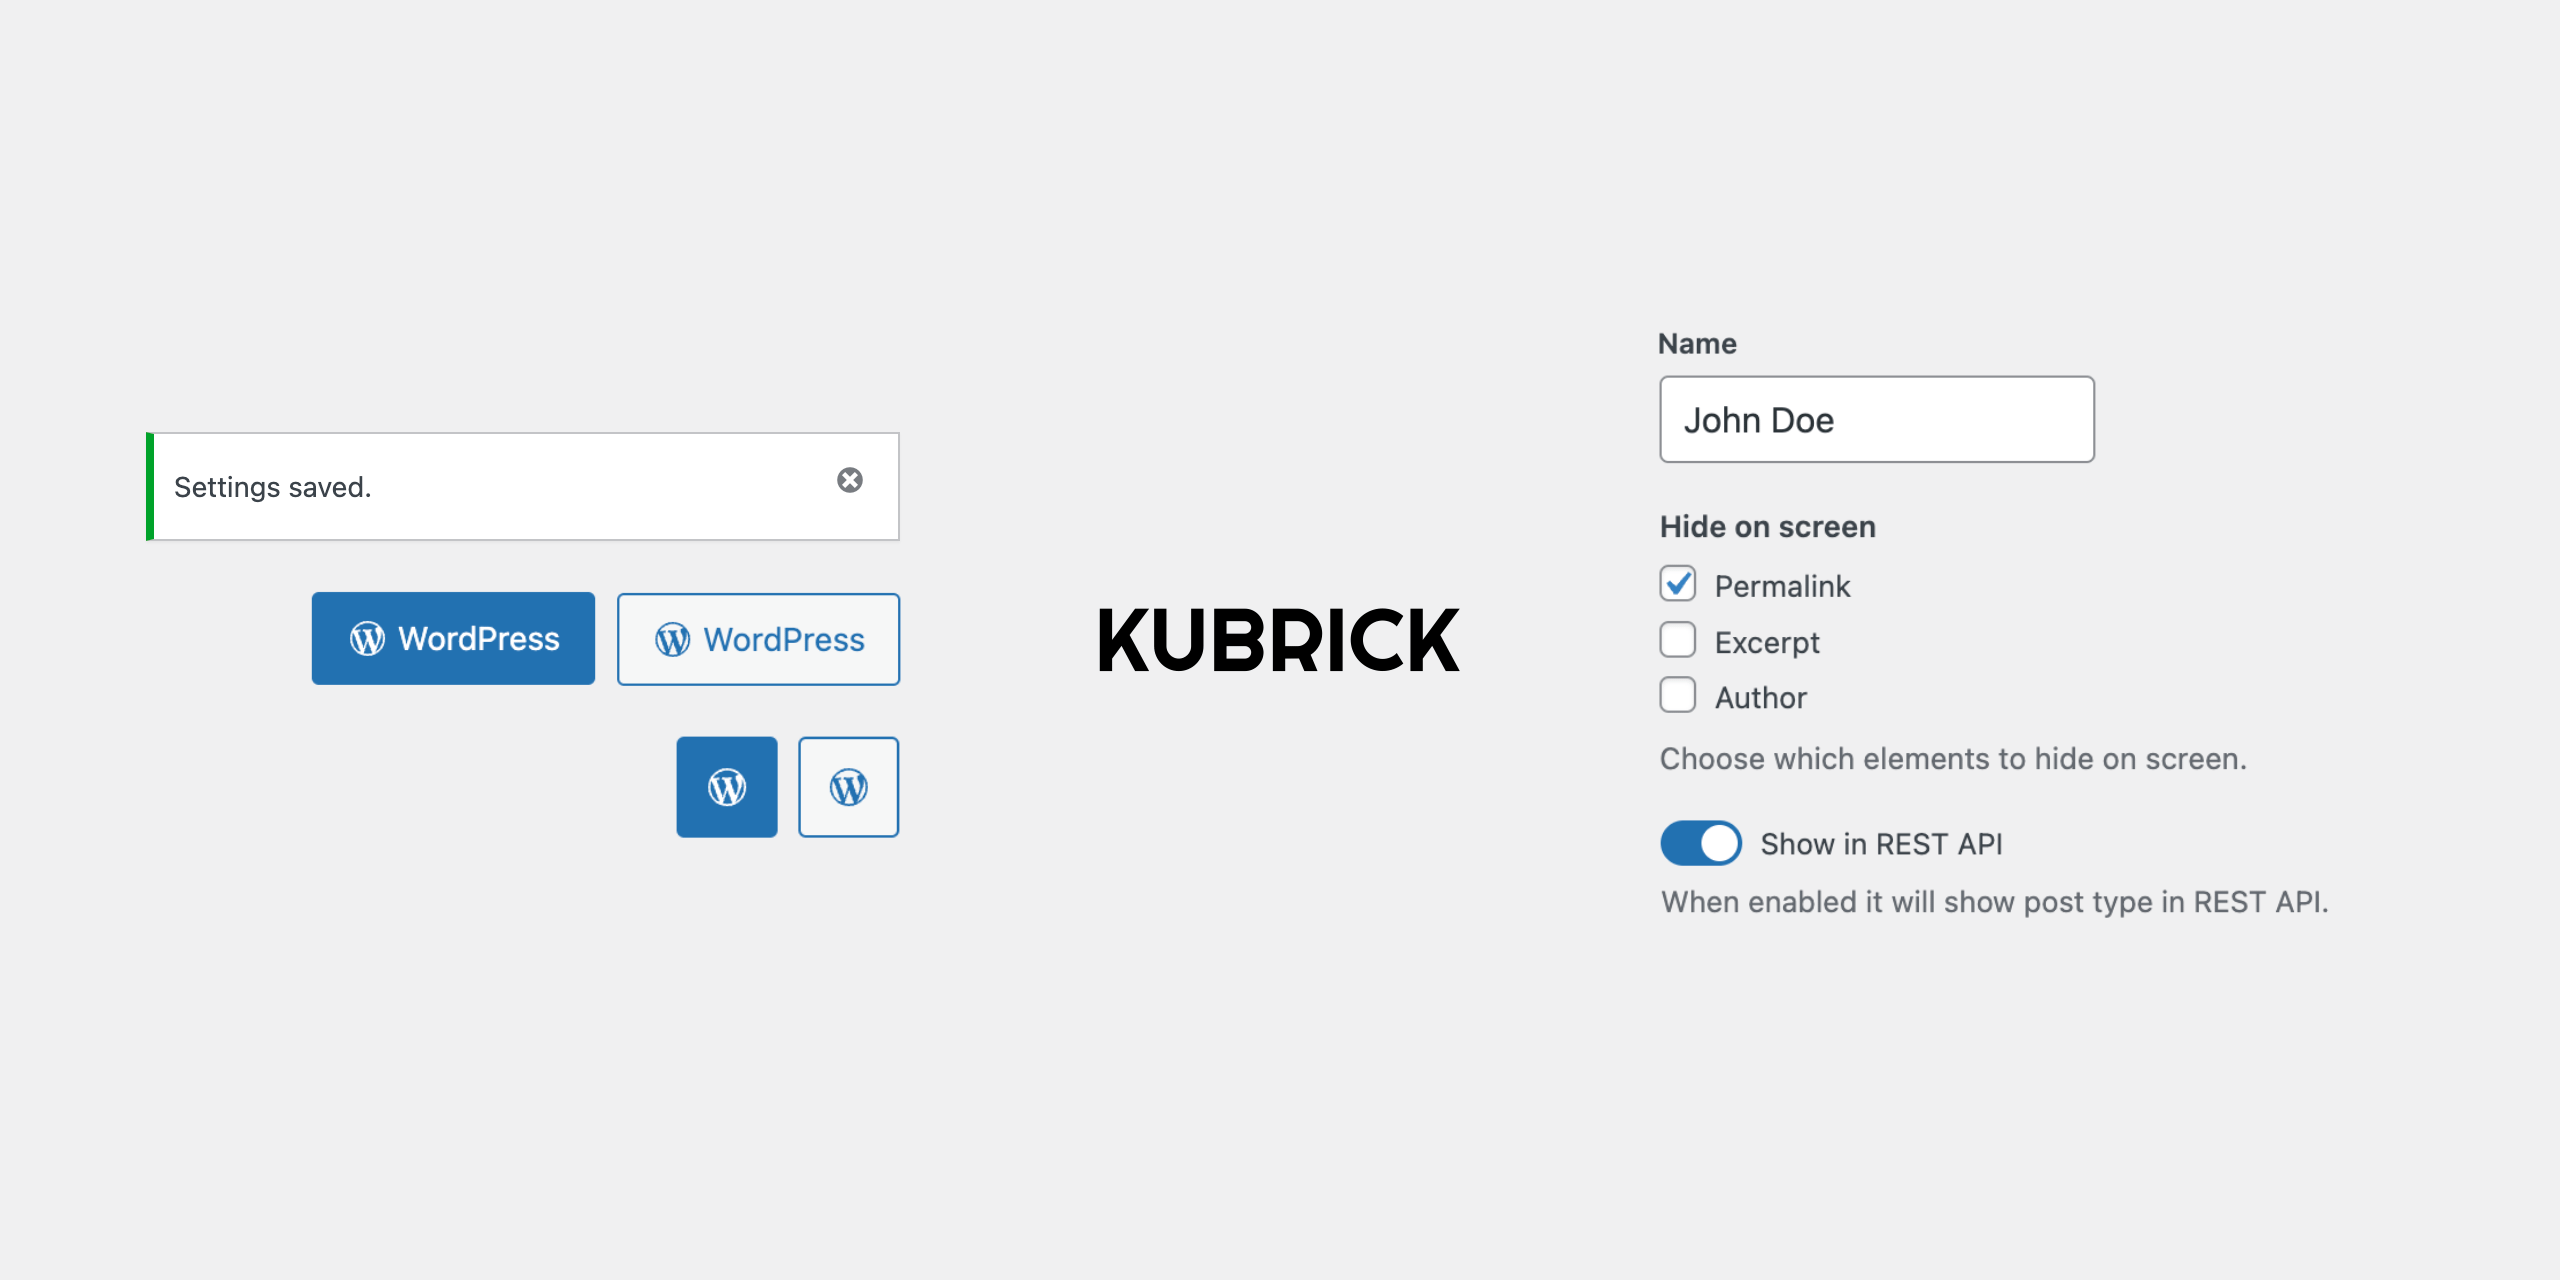 Settings saved.
WordPress
WordPress
KUBRICK
Name
John Doe
Hide on screen
Permalink
Excerpt
Author
Choose which elements to hide on screen.
Show in REST API
When enabled it will show post type in REST API.